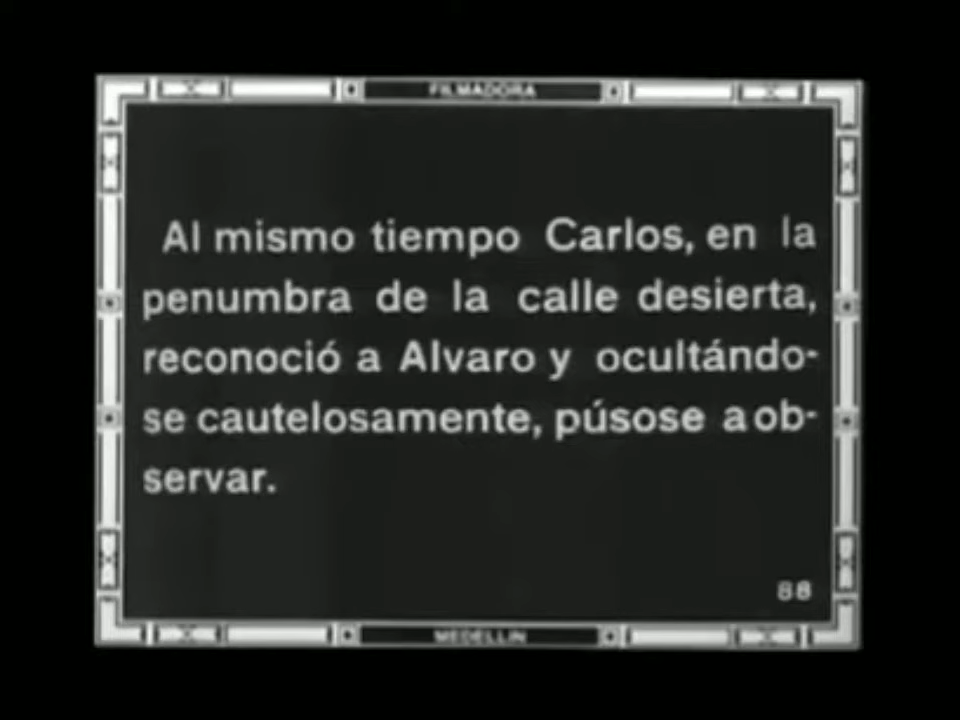 FILMADORA
Al mismo tiempo Carlos, en la
penumbra de la calle desierta,
reconoció a Alvaro y ocultándo-
se cautelosamente, púsose a ob-
servar.
88
MEDELLIN